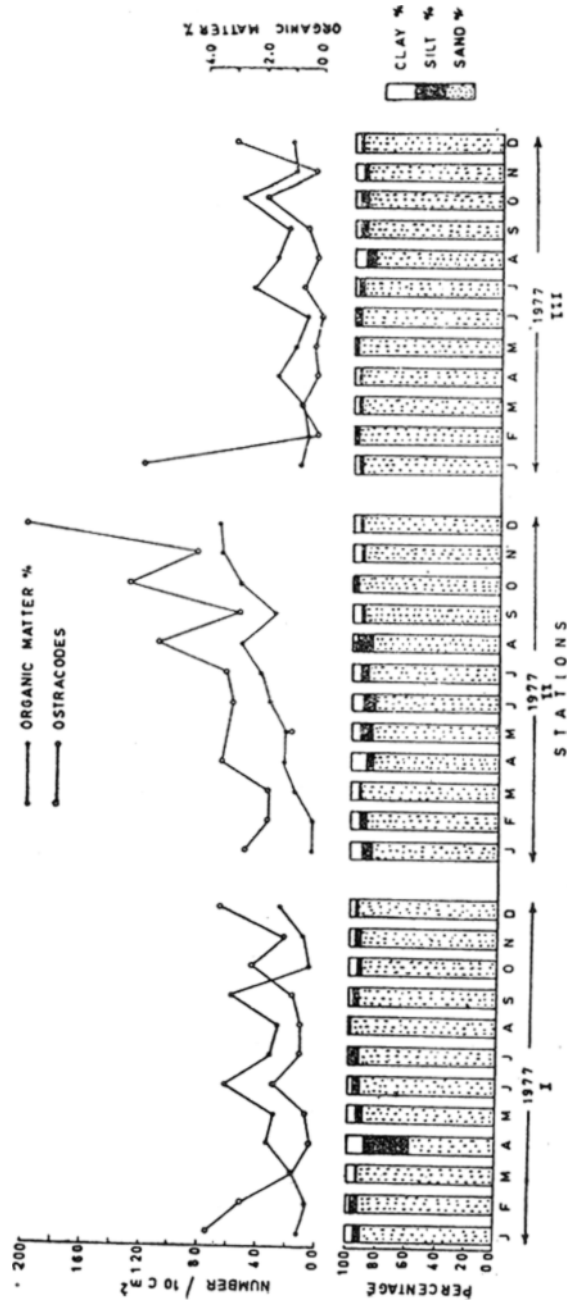 ORGANIC MATTER %
OSTRACODES
NUMBER / 10 cm²
200
160
120
80
40
00
ORGANIC MATTER %
4.0
2.0
0.0
PERCENTAGE
100
80
60
40
20
00
CLAY %
SILT %
SAND %
J F M A M J J A S O N D
J F M A M J J A S O N D
J F M A M J J A S O N D
1977
I
1977
II
1977
III
STATIONS